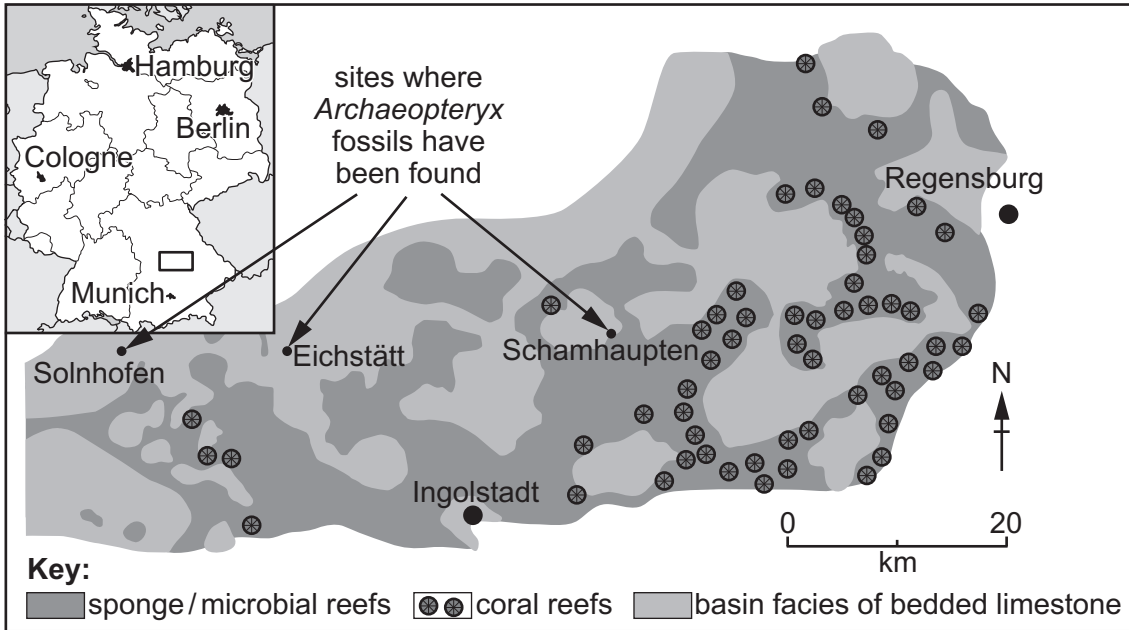 Hamburg
Berlin
Cologne
Munich
sites where
Archaeopteryx
fossils have
been found
Regensburg
Solnhofen
Eichstätt
Schamhaupten
Ingolstadt
N
0 20
km
Key:
sponge / microbial reefs coral reefs basin facies of bedded limestone